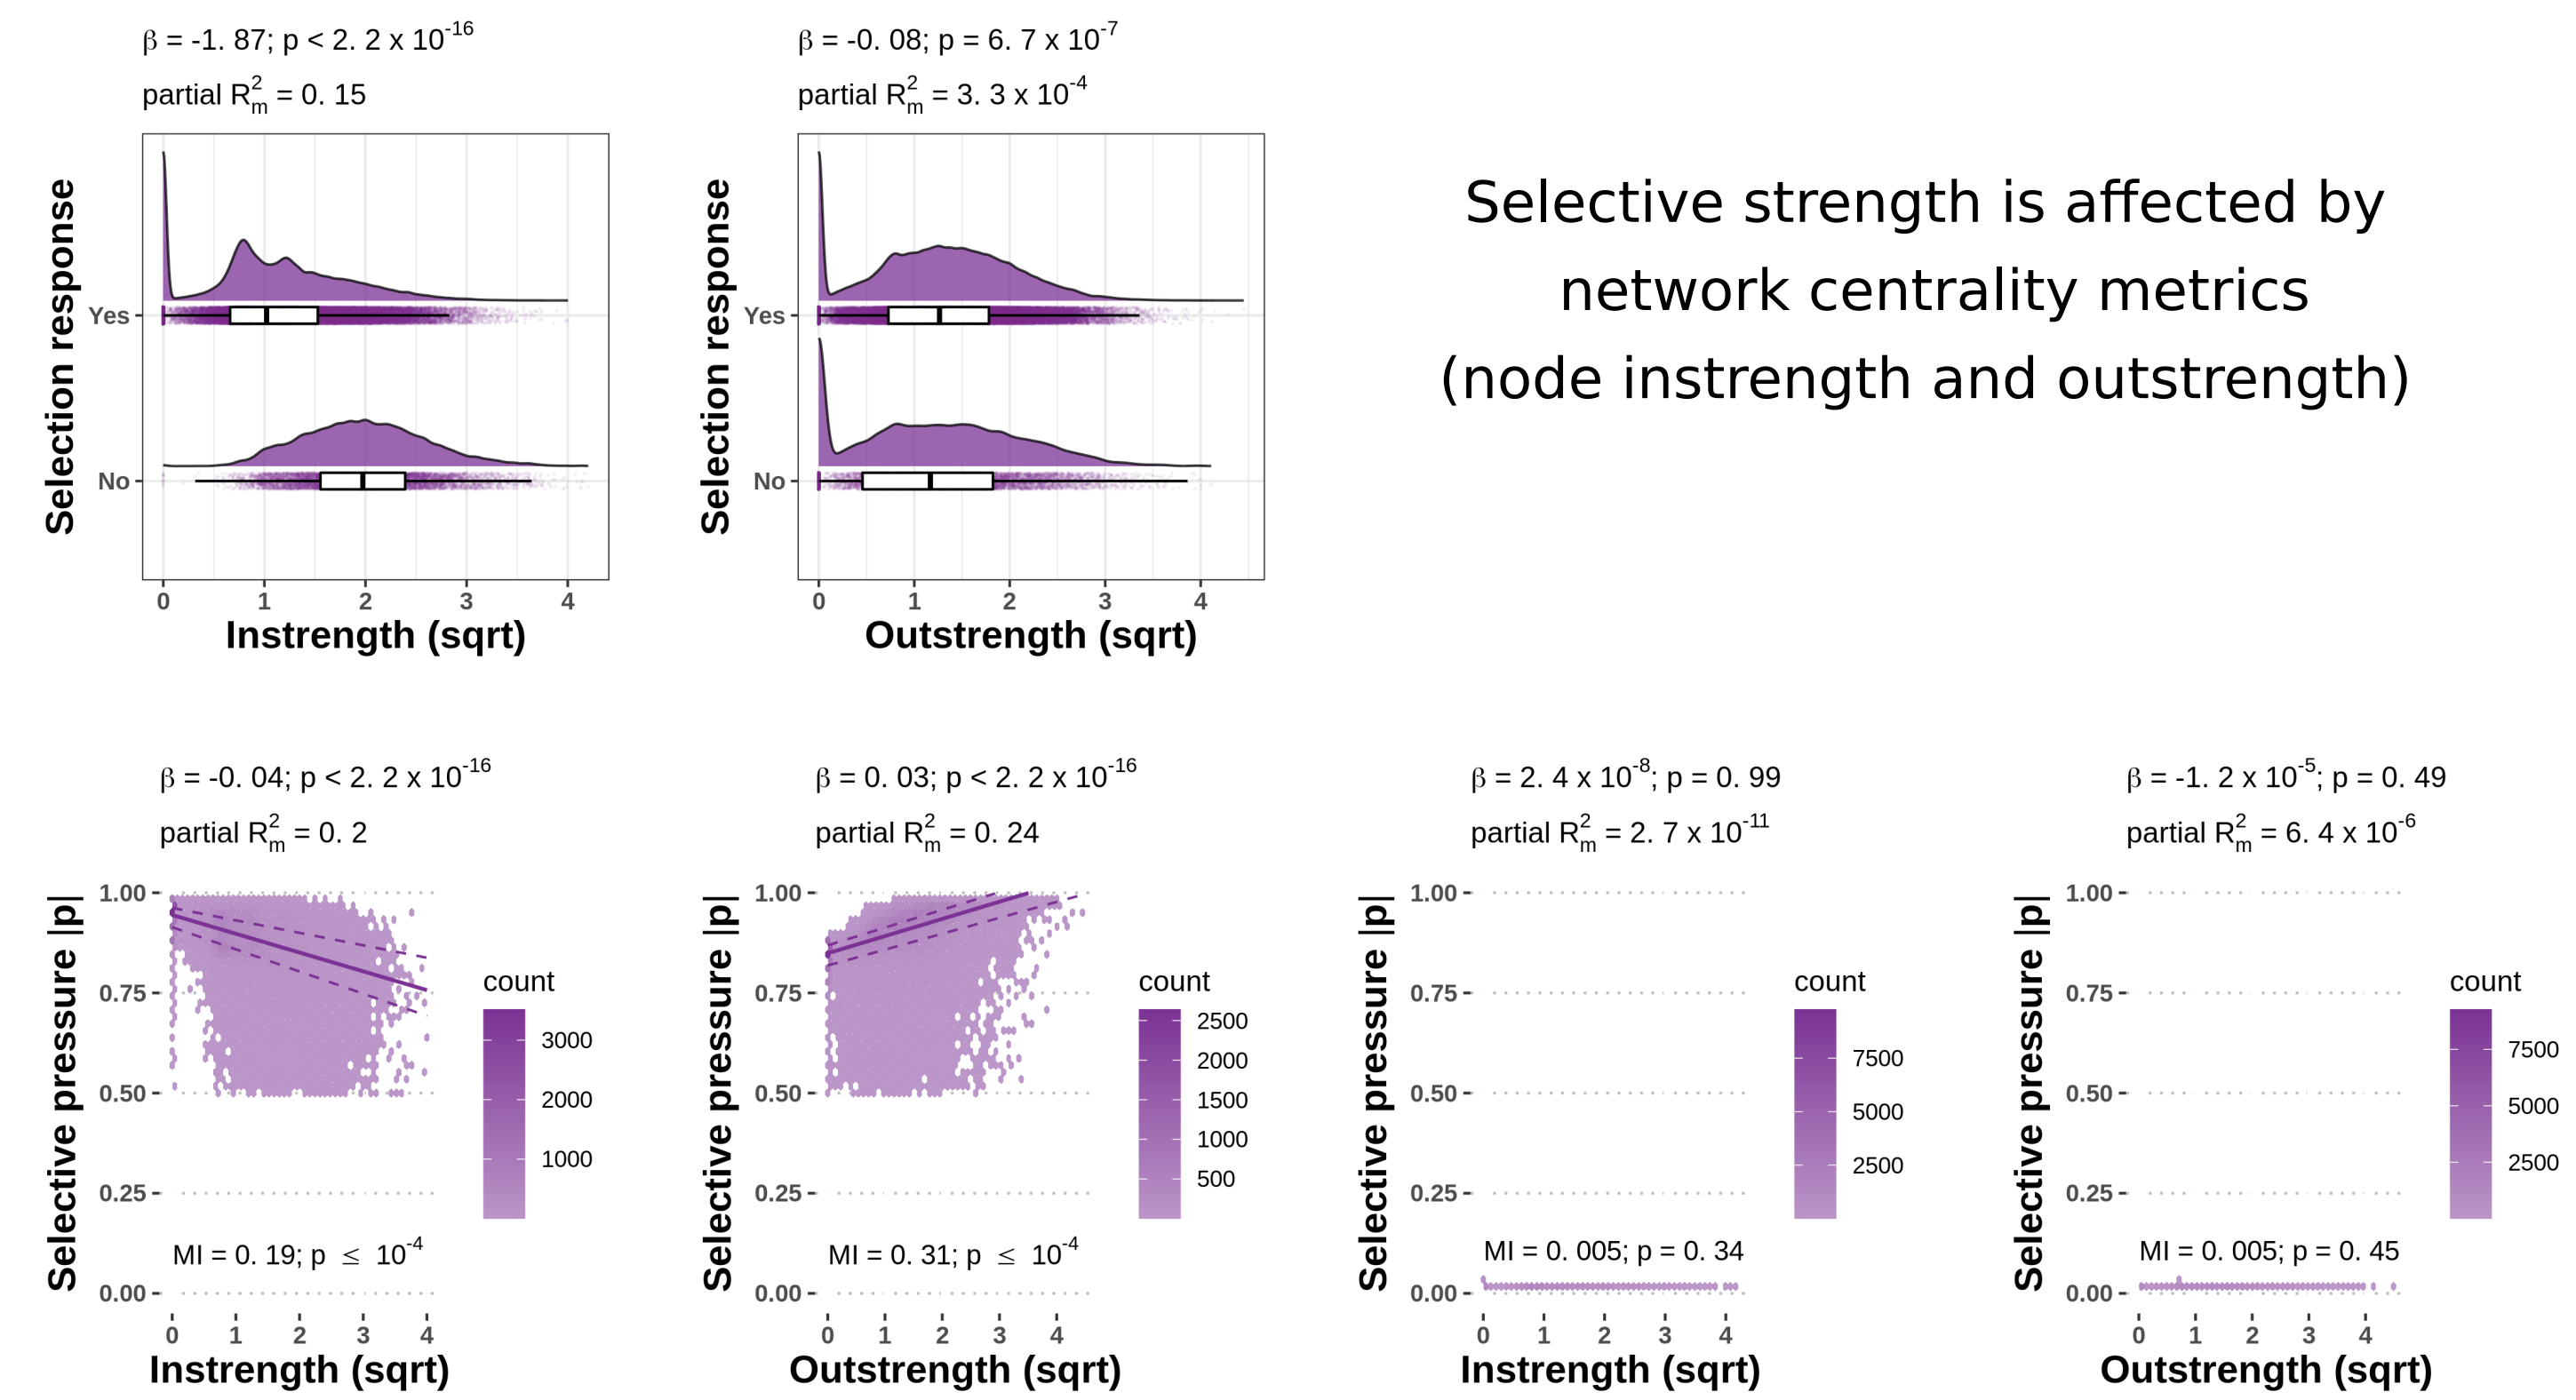 β = -1. 87; p < 2. 2 x 10-16
partial R2m = 0. 15
Selection response
Yes
No
0 1 2 3 4
Instrength (sqrt)
β = -0. 08; p = 6. 7 x 10-7
partial R2m = 3. 3 x 10-4
Selection response
Yes
No
0 1 2 3 4
Outstrength (sqrt)
Selective strength is affected by
network centrality metrics
(node instrength and outstrength)
β = -0. 04; p < 2. 2 x 10-16
partial R2m = 0. 2
Selective pressure |p|
1.00
0.75
0.50
0.25
0.00
MI = 0. 19; p ≤ 10-4
0 1 2 3 4
Instrength (sqrt)
count
3000
2000
1000
β = 0. 03; p < 2. 2 x 10-16
partial R2m = 0. 24
Selective pressure |p|
1.00
0.75
0.50
0.25
0.00
MI = 0. 31; p ≤ 10-4
0 1 2 3 4
Outstrength (sqrt)
count
2500
2000
1500
1000
500
β = 2. 4 x 10-8; p = 0. 99
partial R2m = 2. 7 x 10-11
Selective pressure |p|
1.00
0.75
0.50
0.25
0.00
MI = 0. 005; p = 0. 34
0 1 2 3 4
Instrength (sqrt)
count
7500
5000
2500
β = -1. 2 x 10-5; p = 0. 49
partial R2m = 6. 4 x 10-6
Selective pressure |p|
1.00
0.75
0.50
0.25
0.00
MI = 0. 005; p = 0. 45
0 1 2 3 4
Outstrength (sqrt)
count
7500
5000
2500